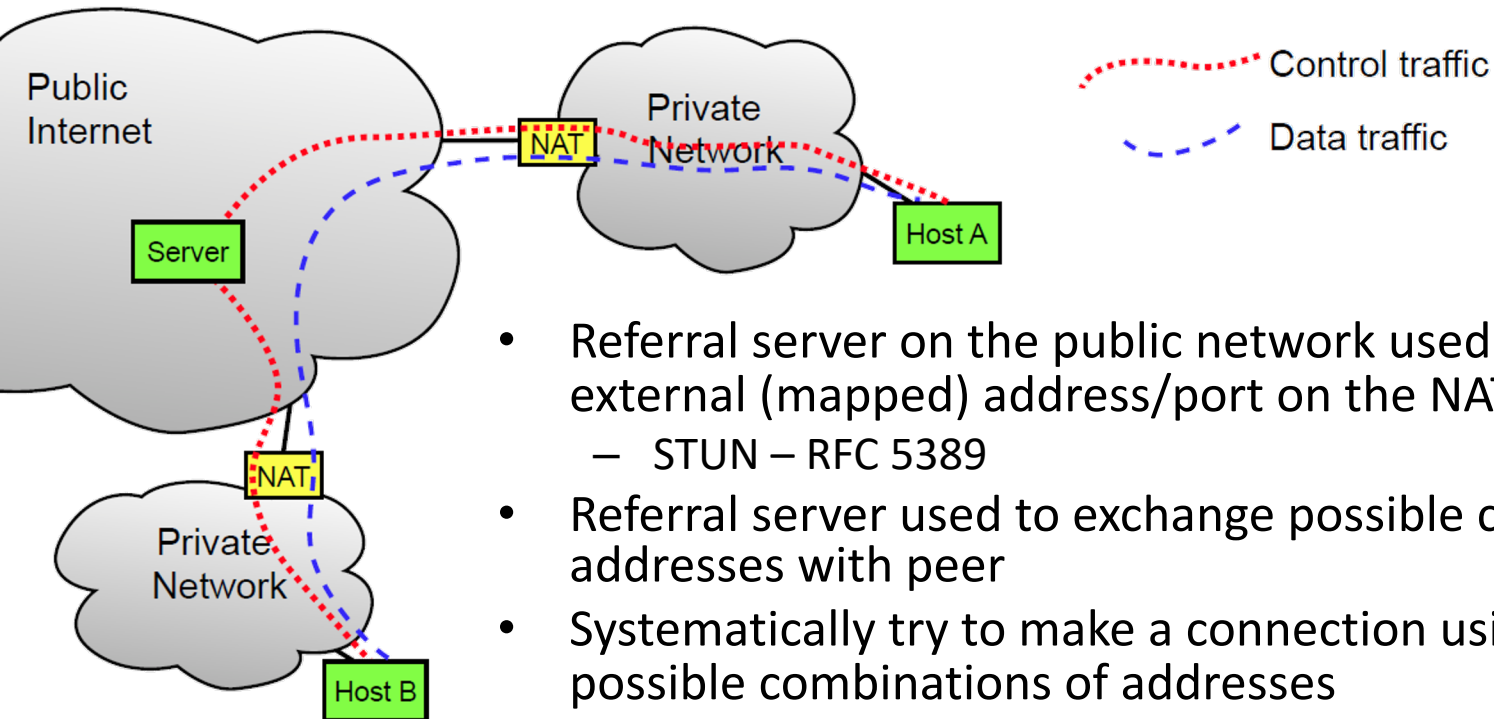 Public
Internet
Server
NAT
Private
Network
Host A
Control traffic
Data traffic
NAT
Private
Network
Host B
• Referral server on the public network used
external (mapped) address/port on the NAT
– STUN – RFC 5389
• Referral server used to exchange possible
addresses with peer
• Systematically try to make a connection
possible combinations of addresses